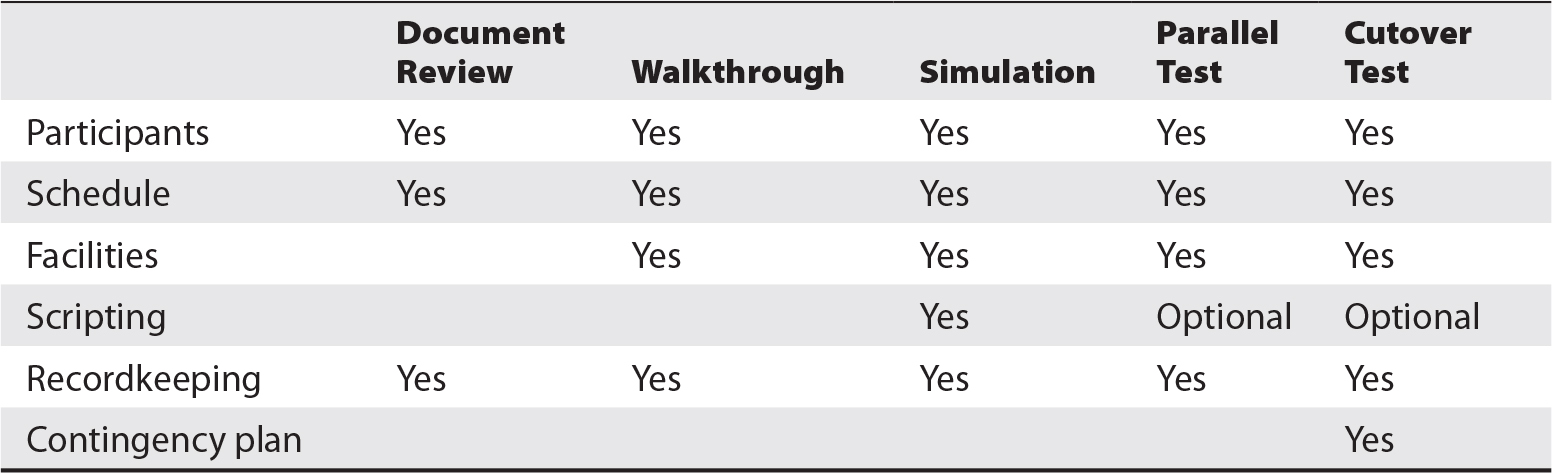 Document Review Walkthrough Simulation Parallel Test Cutover Test
Participants Yes Yes Yes Yes Yes
Schedule Yes Yes Yes Yes Yes
Facilities Yes Yes Yes Yes
Scripting Yes Optional Optional
Recordkeeping Yes Yes Yes Yes Yes
Contingency plan Yes